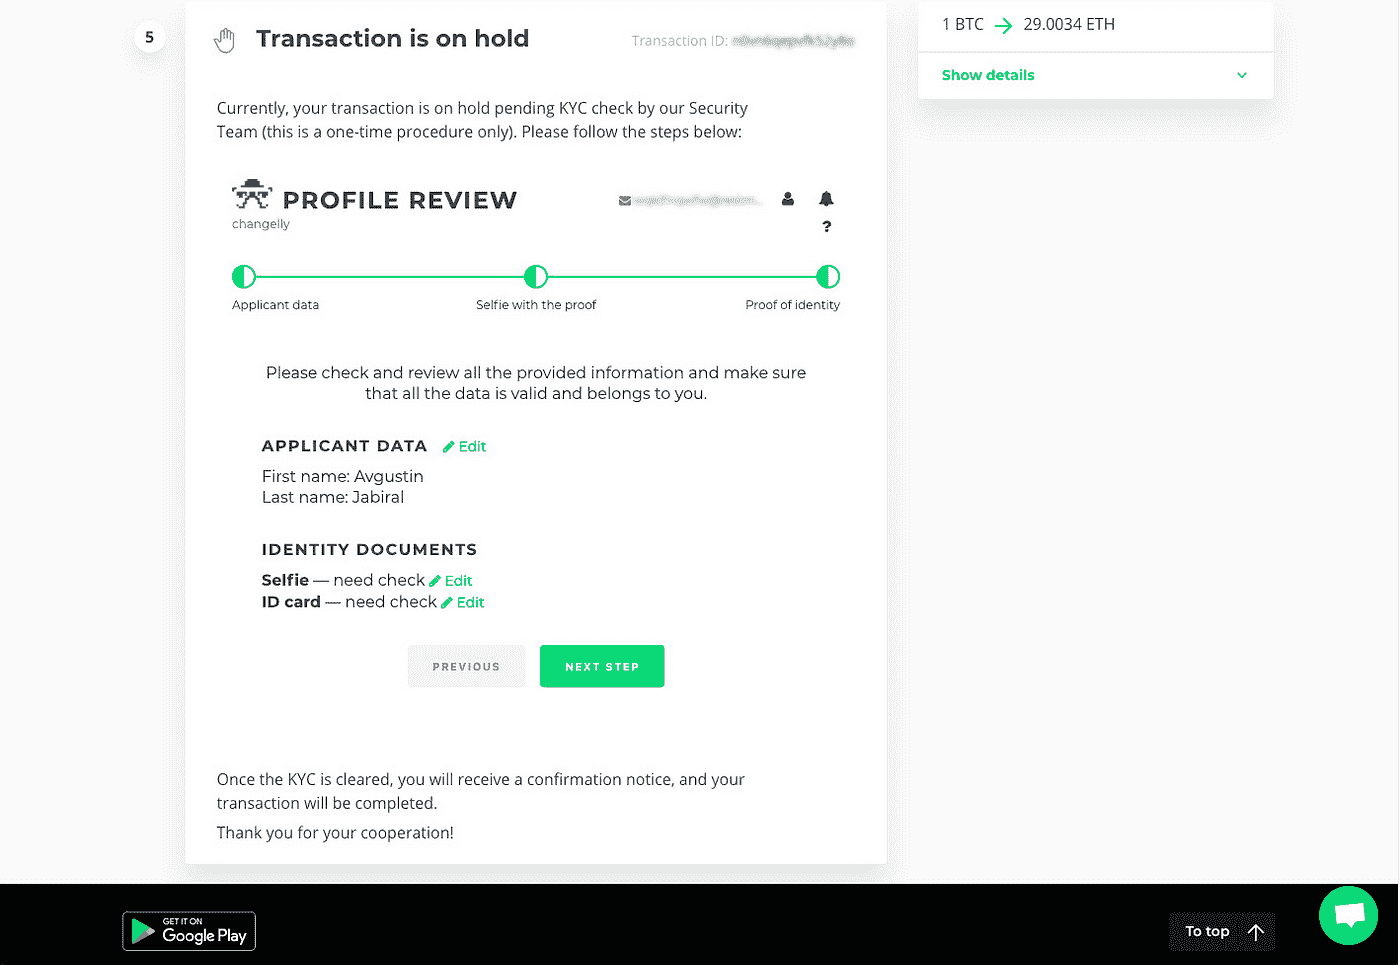 5
Transaction is on hold
Transaction ID:
Currently, your transaction is on hold pending KYC check by our Security
Team (this is a one-time procedure only). Please follow the steps below:
PROFILE REVIEW
changelly
?
Applicant data
Selfie with the proof
Proof of identity
Please check and review all the provided information and make sure
that all the data is valid and belongs to you.
APPLICANT DATA Edit
First name: Avgustin
Last name: Jabiral
IDENTITY DOCUMENTS
Selfie — need check Edit
ID card — need check Edit
PREVIOUS
NEXT STEP
Once the KYC is cleared, you will receive a confirmation notice, and your
transaction will be completed.
Thank you for your cooperation!
1 BTC → 29.0034 ETH
Show details
GET IT ON
Google Play
To top ↑